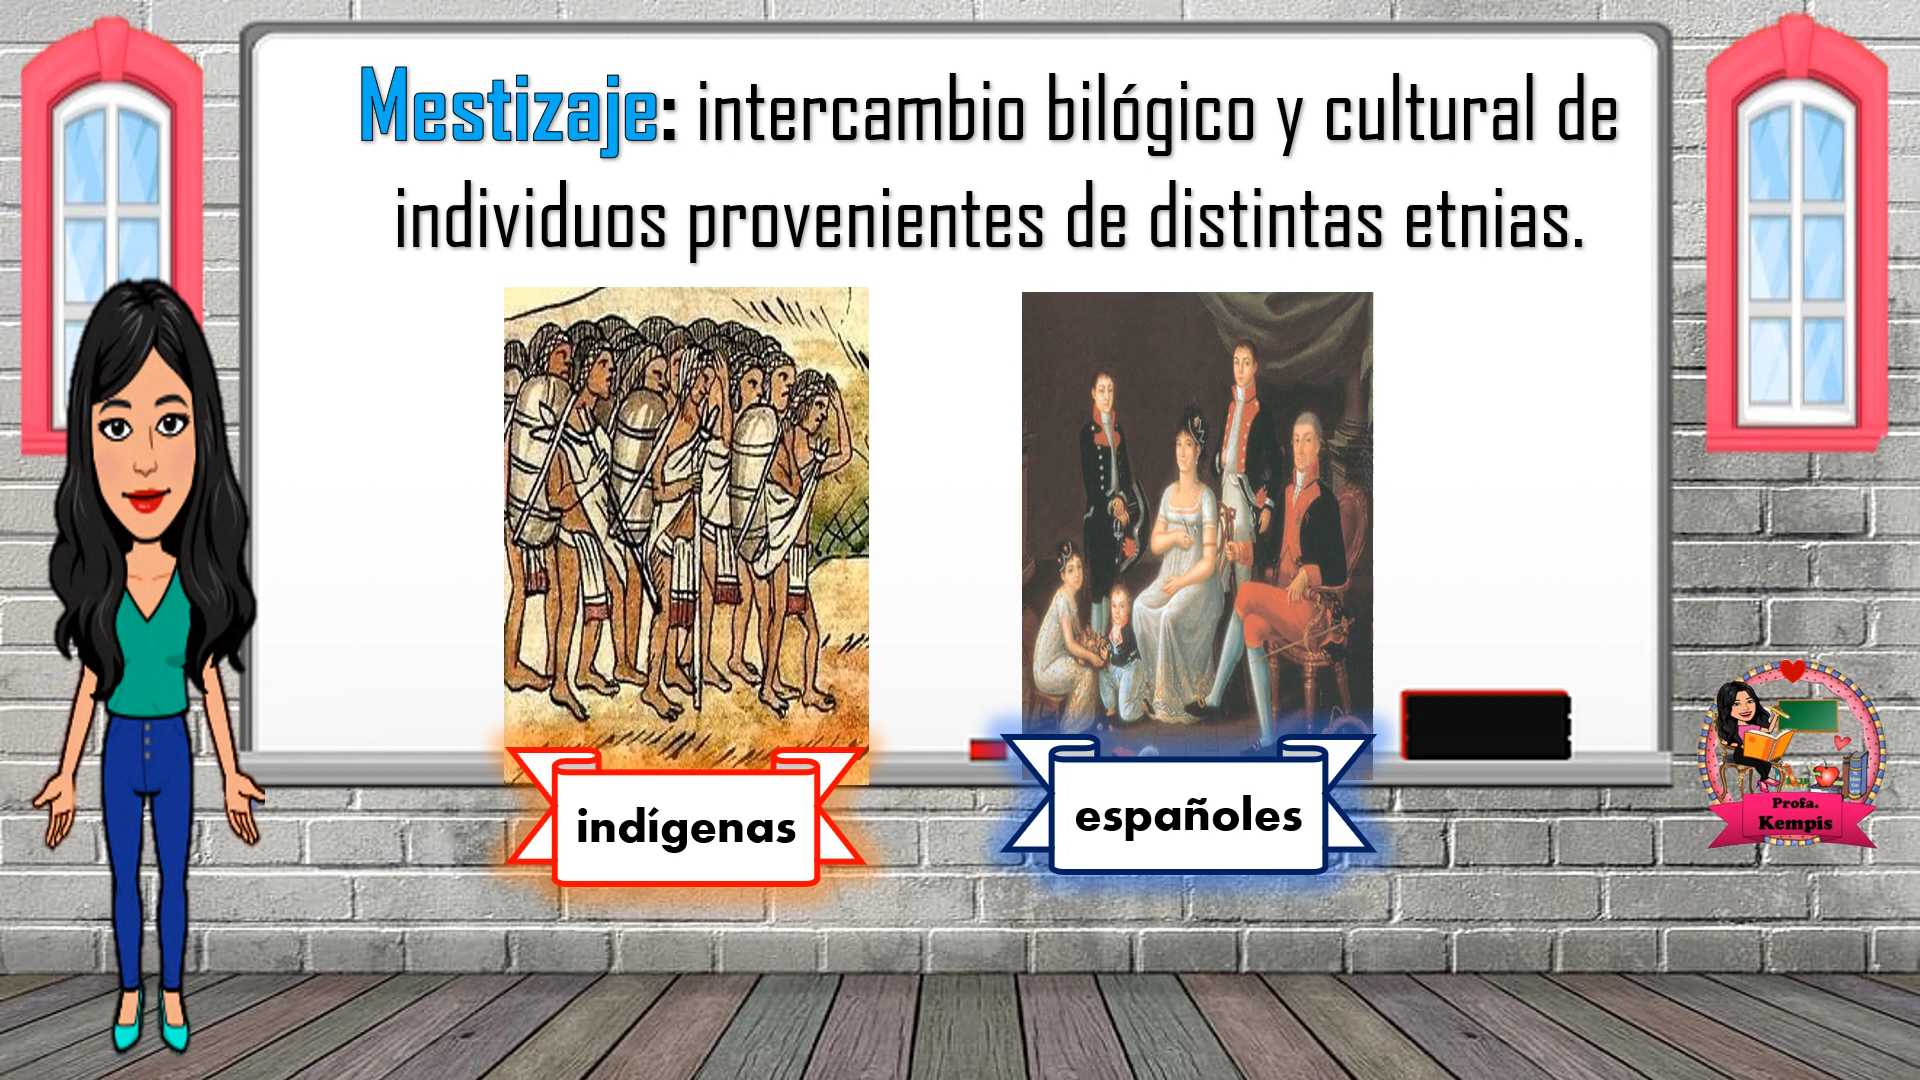 Mestizaje: intercambio bilógico y cultural de
individuos provenientes de distintas etnias.
indígenas
españoles
Profa.
Kempis